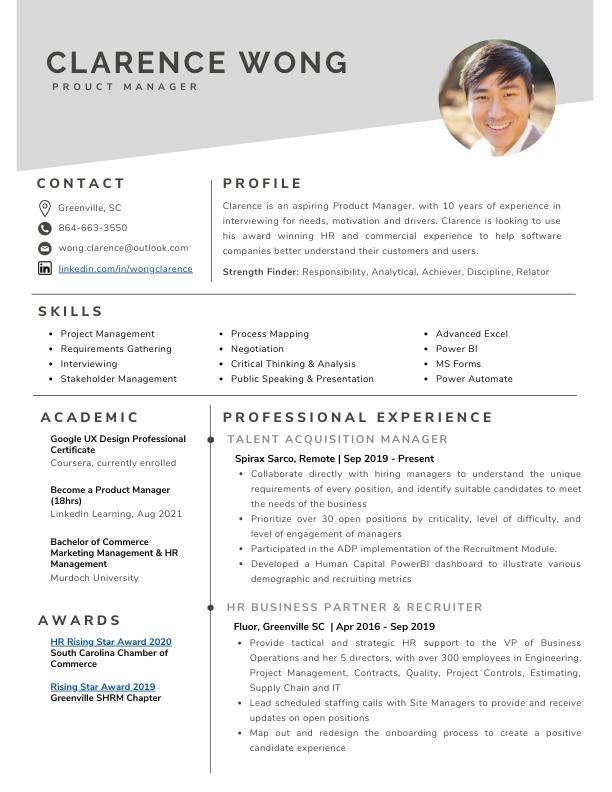 CLARENCE WONG
PROUCT MANAGER
CONTACT
Greenville, SC
864-663-3550
wong.clarence@outlook.com
linkedin.com/in/wongclarence
PROFILE
Clarence is an aspiring Product Manager, with 10 years of experience in
interviewing for needs, motivation and drivers. Clarence is looking to use
his award winning HR and commercial experience to help software
companies better understand their customers and users.
Strength Finder: Responsibility, Analytical, Achiever, Discipline, Relator
SKILLS
• Project Management
• Requirements Gathering
• Interviewing
• Stakeholder Management
• Process Mapping
• Negotiation
• Critical Thinking & Analysis
• Public Speaking & Presentation
• Advanced Excel
• Power BI
• MS Forms
• Power Automate
ACADEMIC
Google UX Design Professional
Certificate
Coursera, currently enrolled
Become a Product Manager
(18hrs)
LinkedIn Learning, Aug 2021
Bachelor of Commerce
Marketing Management & HR
Management
Murdoch University
AWARDS
HR Rising Star Award 2020
South Carolina Chamber of
Commerce
Rising Star Award 2019
Greenville SHRM Chapter
PROFESSIONAL EXPERIENCE
TALENT ACQUISITION MANAGER
Spirax Sarco, Remote | Sep 2019 - Present
• Collaborate directly with hiring managers to understand the unique
requirements of every position, and identify suitable candidates to meet
the needs of the business
• Prioritize over 30 open positions by criticality, level of difficulty, and
level of engagement of managers
• Participated in the ADP implementation of the Recruitment Module.
• Developed a Human Capital PowerBI dashboard to illustrate various
demographic and recruiting metrics
HR BUSINESS PARTNER & RECRUITER
Fluor, Greenville SC | Apr 2016 - Sep 2019
• Provide tactical and strategic HR support to the VP of Business
Operations and her 5 directors, with over 300 employees in Engineering,
Project Management, Contracts, Quality, Project Controls, Estimating,
Supply Chain and IT
• Lead scheduled staffing calls with Site Managers to provide and receive
updates on open positions
• Map out and redesign the onboarding process to create a positive
candidate experience